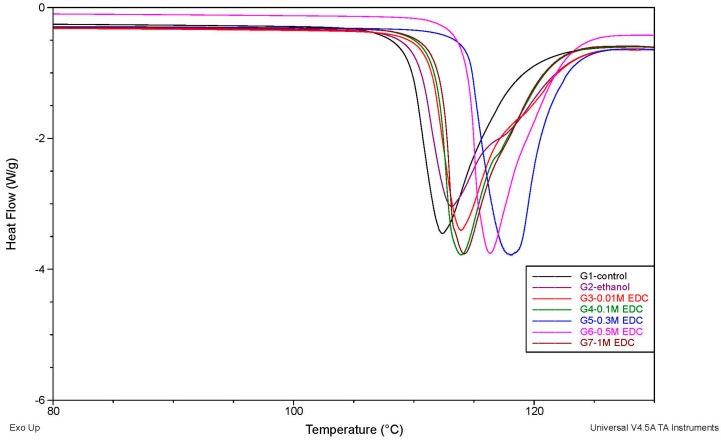 0
-2
Heat Flow (W/g)
-4
-6
G1-control
G2-ethanol
G3-0.01M EDC
G4-0.1M EDC
G5-0.3M EDC
G6-0.5M EDC
G7-1M EDC
80
100
120
Exo Up
Temperature (°C)
Universal V4.5A TA Instruments